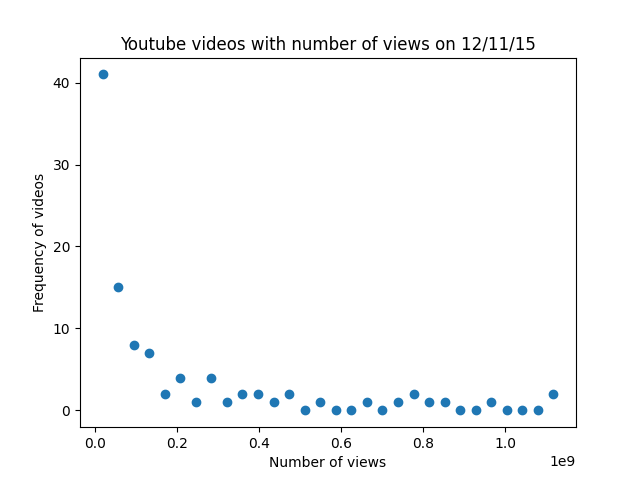 Youtube videos with number of views on 12/11/15
40
30
20
10
0
Frequency of videos
0.0 0.2 0.4 0.6 0.8 1.0
1e9
Number of views